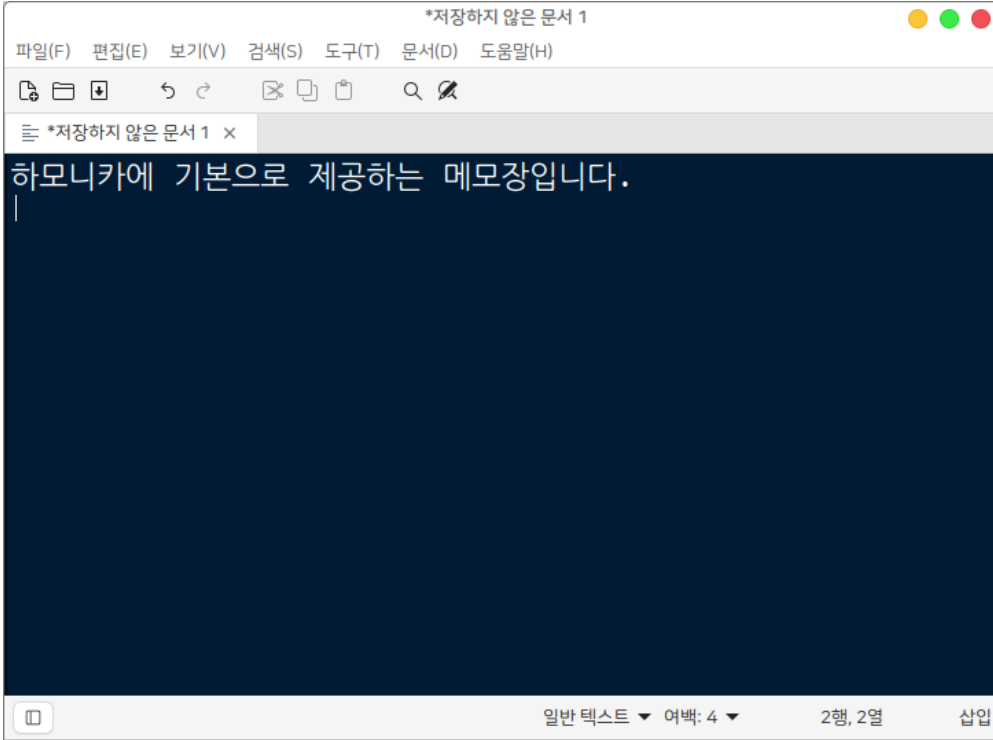 *저장하지 않은 문서 1
파일(F) 편집(E) 보기(V) 검색(S) 도구(T) 문서(D) 도움말(H)
*저장하지 않은 문서 1
하모니카에 기본으로 제공하는 메모장입니다.
일반 텍스트 여백: 4 2행, 2열 삽입